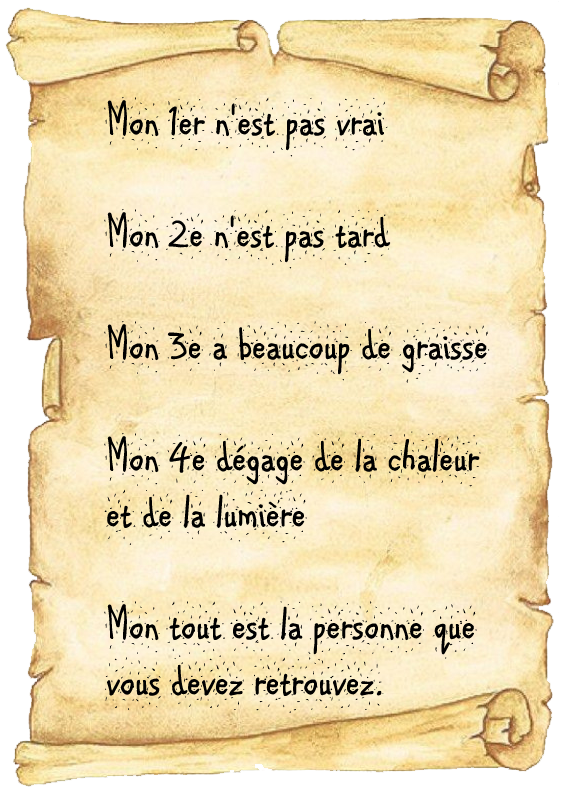 Mon 1er n'est pas vrai
Mon 2e n'est pas tard
Mon 3e a beaucoup de graisse
Mon 4e dégage de la chaleur
et de la lumière
Mon tout est la personne que
vous devez retrouvez.